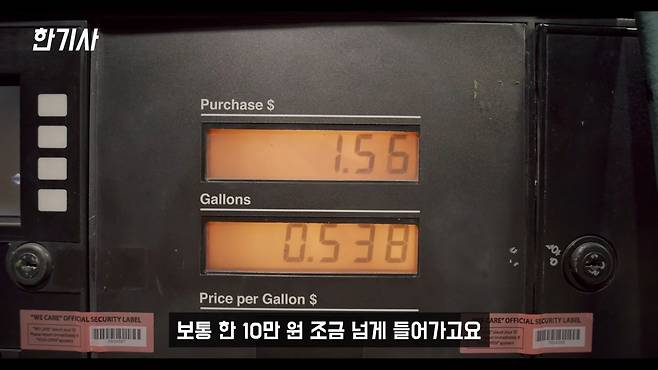 한기사
Purchase $
1.56
Gallons
0.538
Price per Gallon $
"WE CARE" OFFICIAL SECURITY LABEL
"WE CARE" OFFICIAL SECURITY LABEL
보통 한 10만 원 조금 넘게 들어가고요